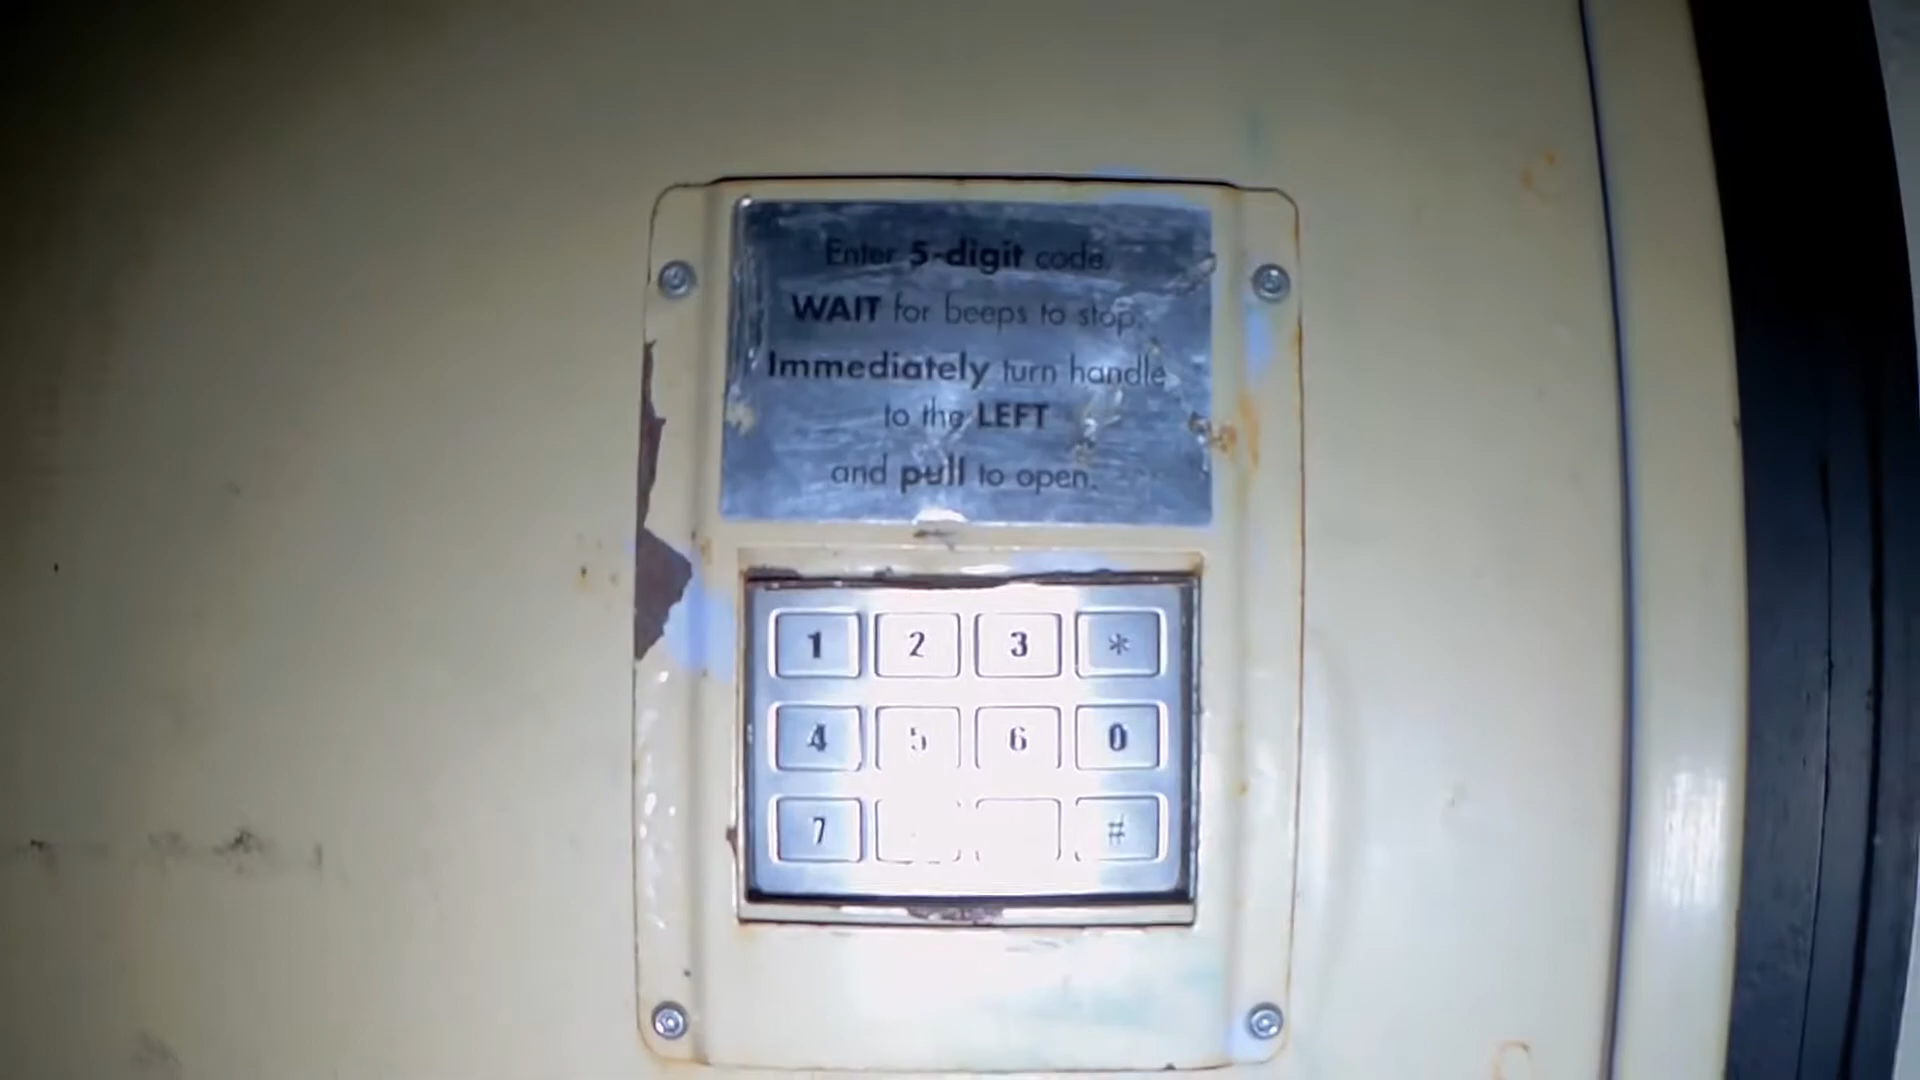 Enter 5-digit code.
WAIT for beeps to stop.
Immediately turn handle
to the LEFT
and pull to open.
1 2 3 *
4 5 6 0
7 #